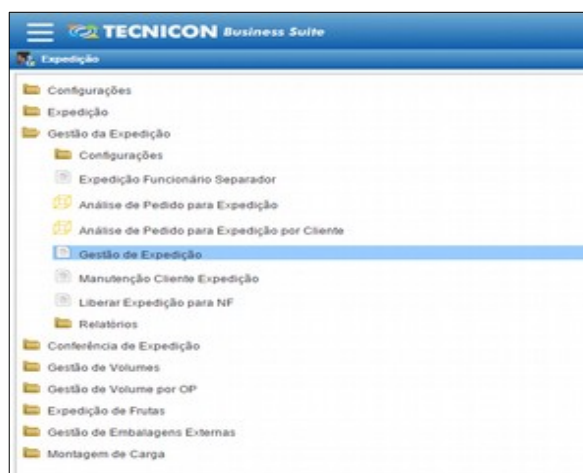 TECNICON Business Suite
Expedição
Configurações
Expedição
Gestão da Expedição
Configurações
Expedição Funcionário Separador
Análise de Pedido para Expedição
Análise de Pedido para Expedição por Cliente
Gestão de Expedição
Manutenção Cliente Expedição
Liberar Expedição para NF
Relatórios
Conferência de Expedição
Gestão de Volumes
Gestão de Volume por OP
Expedição de Frutas
Gestão de Embalagens Externas
Montagem de Carga